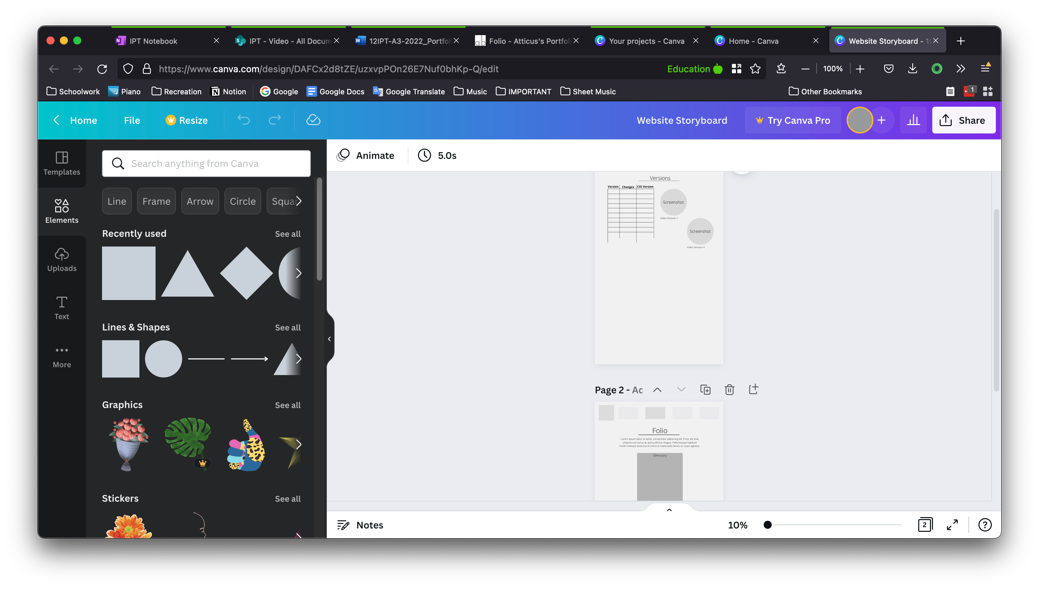 IPT Notebook
IPT - Video - All Docum
12IPT-A3-2022_Portfo
Folio - Atticus's Portfol
Your projects - Canva
Home - Canva
Website Storyboard - 1
https://www.canva.com/design/DAFCx2d8tZE/uzxvpPOn26E7Nuf0bhKp-Q/edit
Education
100%
Schoolwork
Piano
Recreation
Notion
Google
Google Docs
Google Translate
Music
IMPORTANT
Sheet Music
Other Bookmarks
1
Home
File
Resize
Website Storyboard
Try Canva Pro
Share
Templates
Elements
Uploads
Text
More
Search anything from Canva
Line
Frame
Arrow
Circle
Squa
Recently used
See all
Lines & Shapes
See all
Graphics
See all
Stickers
See all
Animate
5.0s
Versions
Version
Changes
CSS Version
Screenshot
Screenshot
Page 2 - Ac
Folio
Notes
10%
2